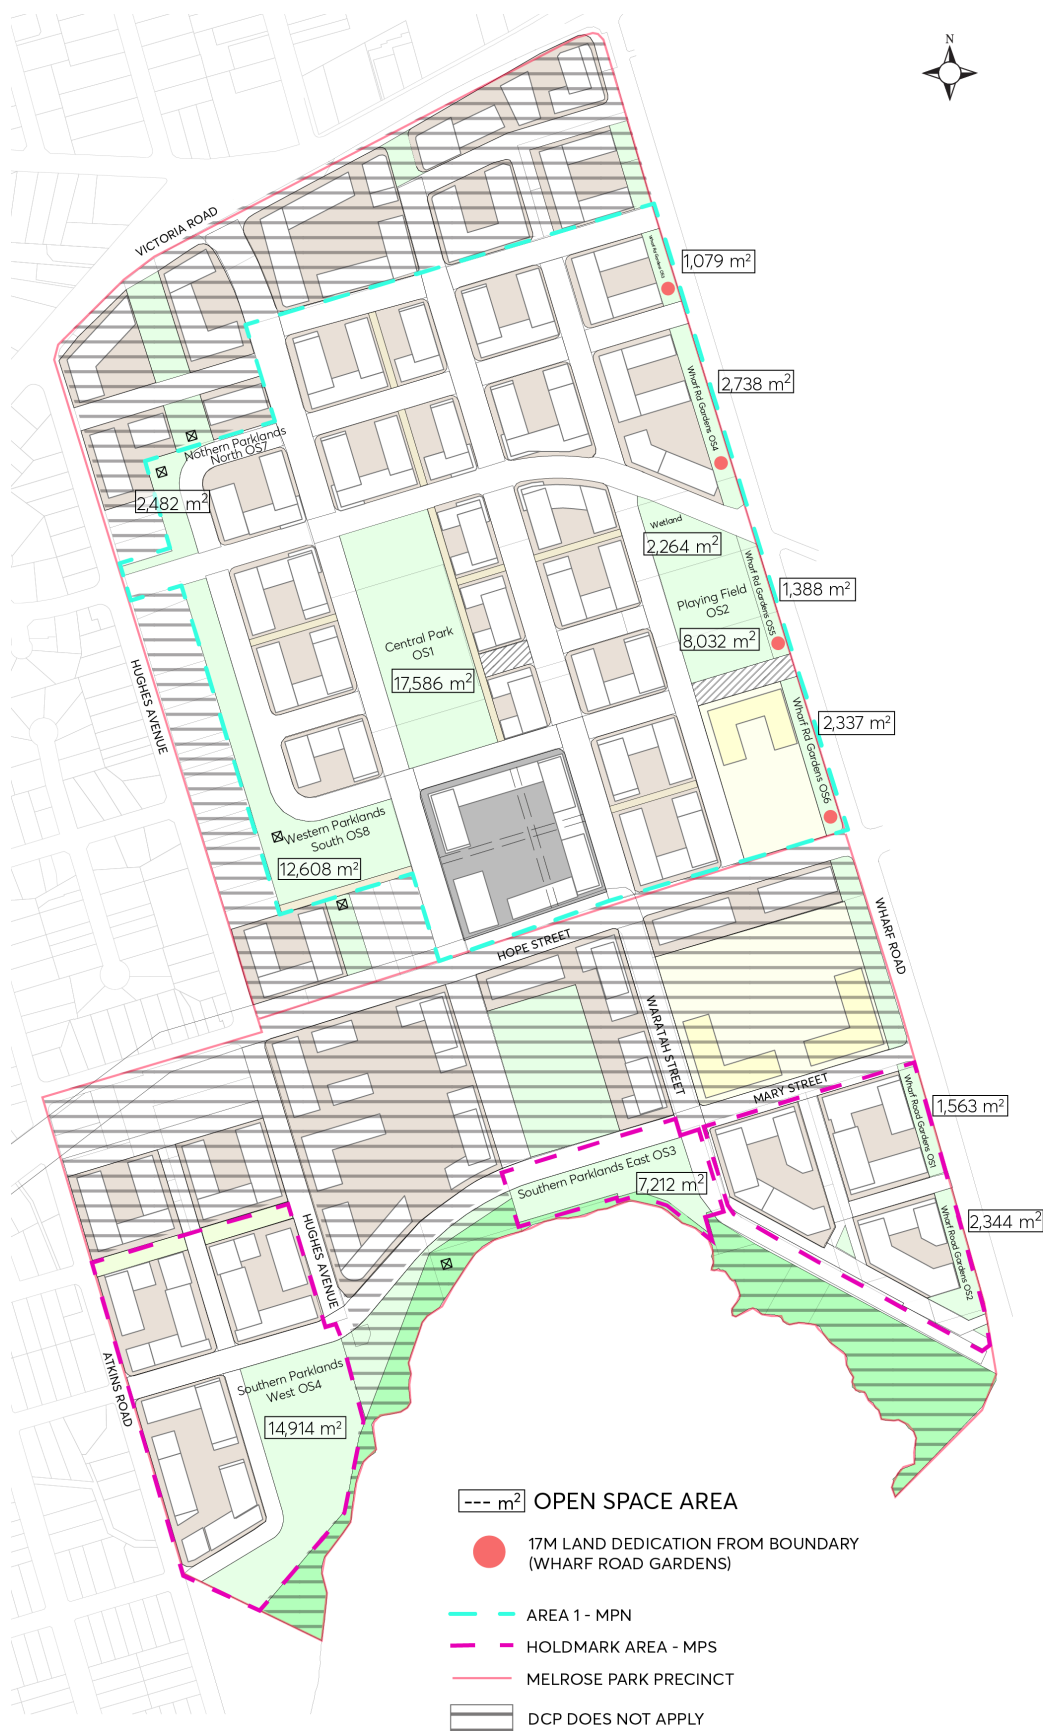 N
VICTORIA ROAD
Wharf Rd Gardens OS3
1,079 m²
2,738 m²
Wharf Rd Gardens OS4
Nothern Parklands
North OS7
2,482 m²
Wetland
2,264 m²
Wharf Rd Gardens OS5
1,388 m²
Playing Field
OS2
8,032 m²
Central Park
OS1
17,586 m²
HUGHES AVENUE
Wharf Rd Gardens OS6
2,337 m²
Western Parklands
South OS8
12,608 m²
HOPE STREET
WHARF ROAD
WARATAH STREET
MARY STREET
Wharf Road Gardens OS1
1,563 m²
Southern Parklands East OS3
7,212 m²
Wharf Road Gardens OS2
2,344 m²
HUGHES AVENUE
ATKINS ROAD
Southern Parklands
West OS4
14,914 m²
--- m² OPEN SPACE AREA
17M LAND DEDICATION FROM BOUNDARY
(WHARF ROAD GARDENS)
AREA 1 - MPN
HOLDMARK AREA - MPS
MELROSE PARK PRECINCT
DCP DOES NOT APPLY